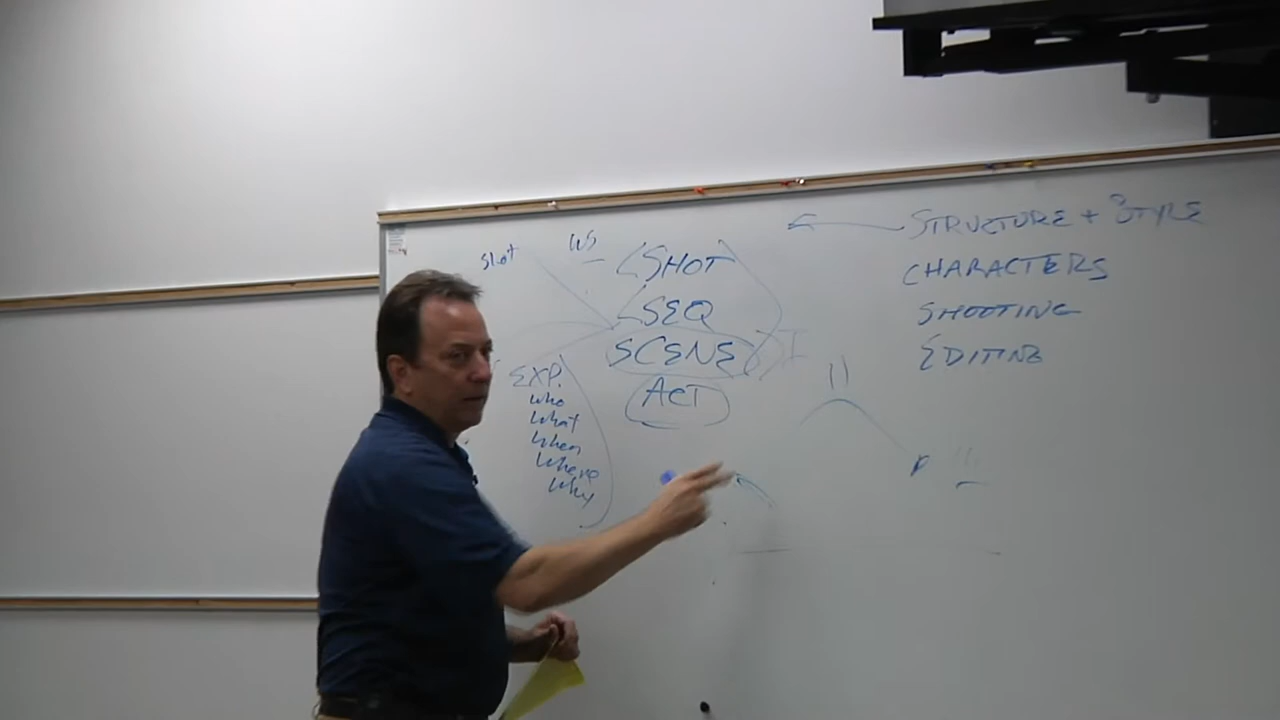 shot
WS
SHOT
SEQ
SCENE
ACT
EXP.
Who
What
When
Where
Why
STRUCTURE + STYLE
CHARACTERS
SHOOTING
EDITING